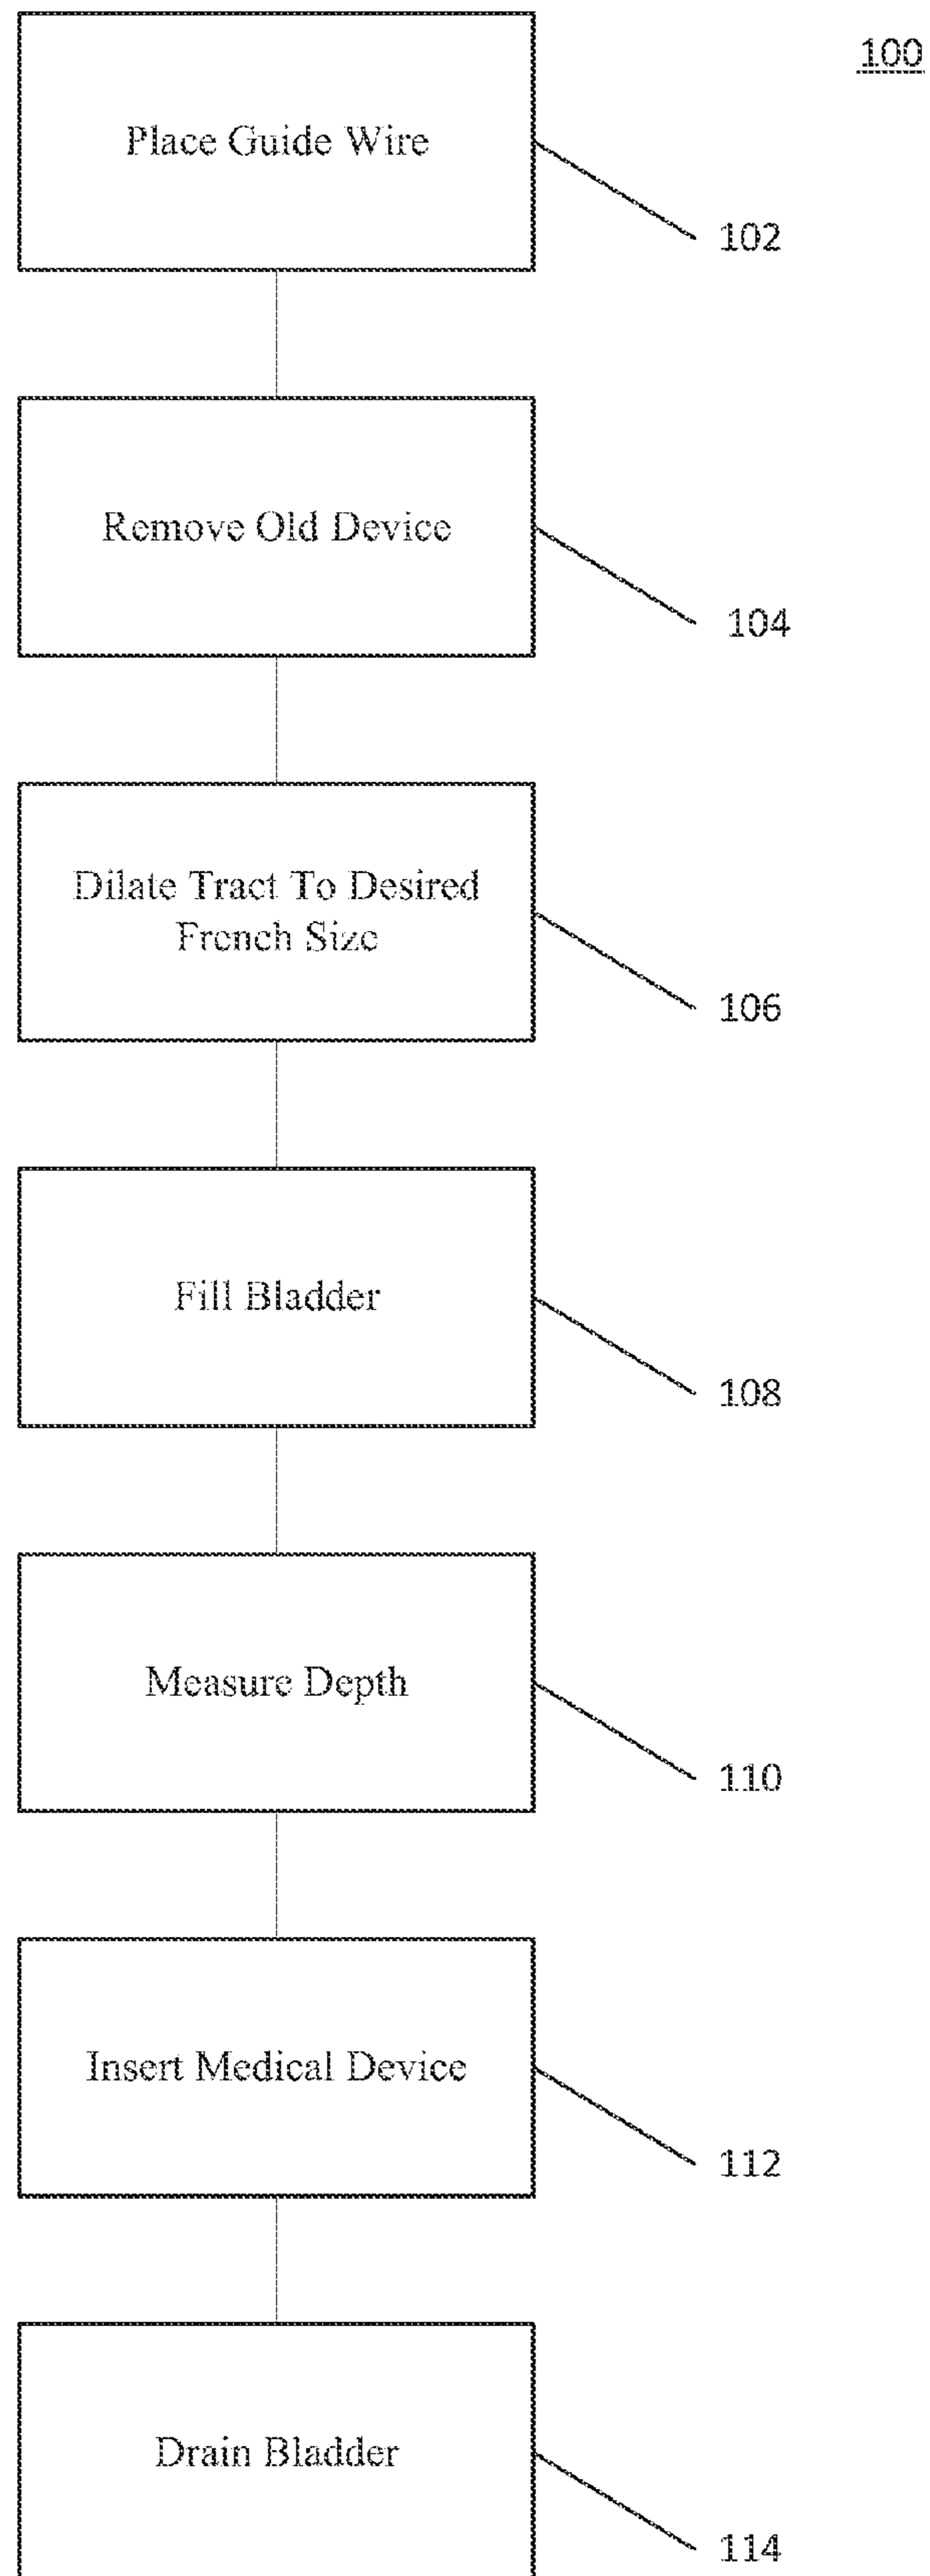 100
Place Guide Wire
102
Remove Old Device
104
Dilate Tract To Desired
French Size
106
Fill Bladder
108
Measure Depth
110
Insert Medical Device
112
Drain Bladder
114